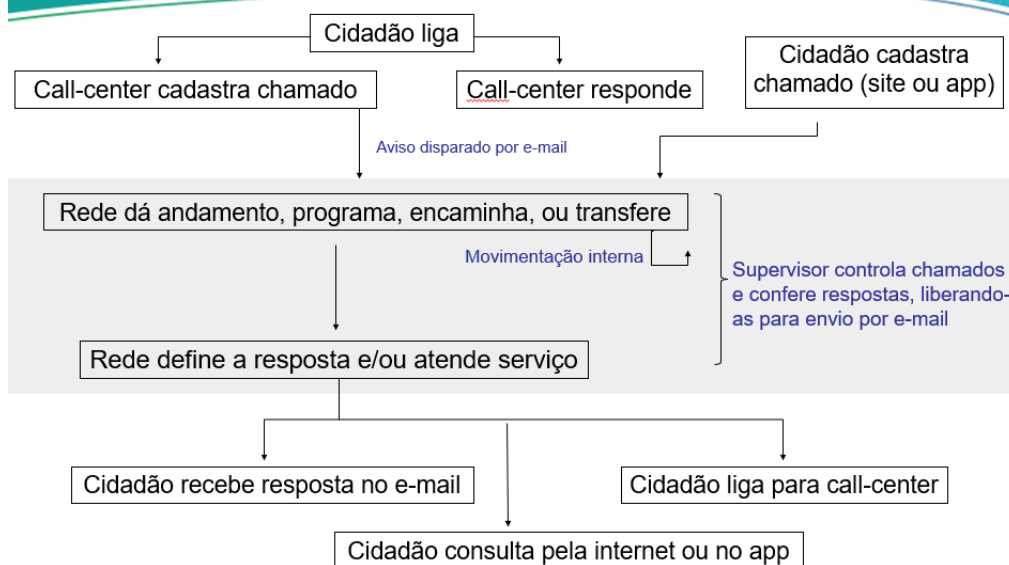 Cidadão liga
Cidadão cadastra
chamado (site ou app)
Call-center cadastra chamado
Call-center responde
Aviso disparado por e-mail
Rede dá andamento, programa, encaminha, ou transfere
Movimentação interna
Supervisor controla chamados
e confere respostas, liberando-
as para envio por e-mail
Rede define a resposta e/ou atende serviço
Cidadão recebe resposta no e-mail
Cidadão liga para call-center
Cidadão consulta pela internet ou no app